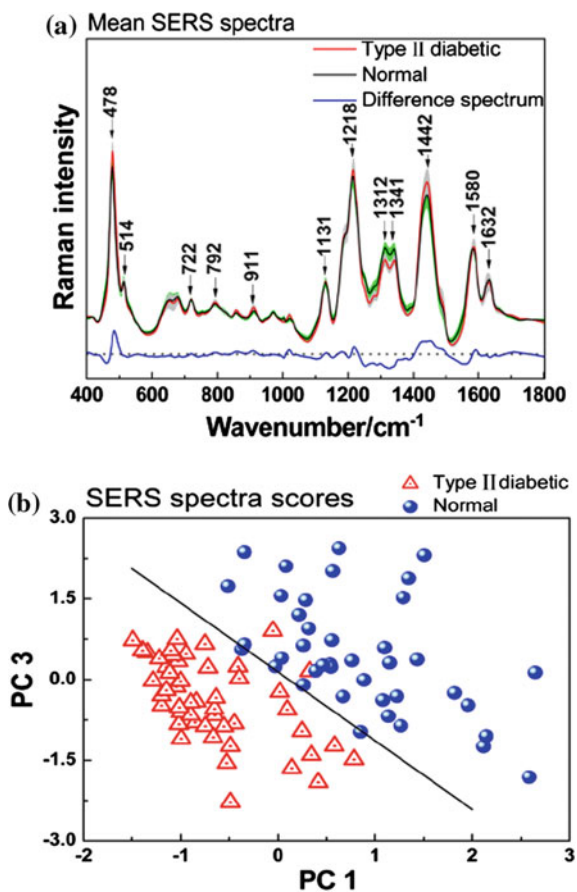 (a) Mean SERS spectra
Type II diabetic
Normal
Difference spectrum
478
514
722
792
911
1131
1218
1312
1341
1442
1580
1632
Raman intensity
400 600 800 1000 1200 1400 1600 1800
Wavenumber/cm⁻¹
(b) SERS spectra scores
Type II diabetic
Normal
3.0
1.5
0.0
-1.5
-3.0
PC 3
-2 -1 0 1 2 3
PC 1